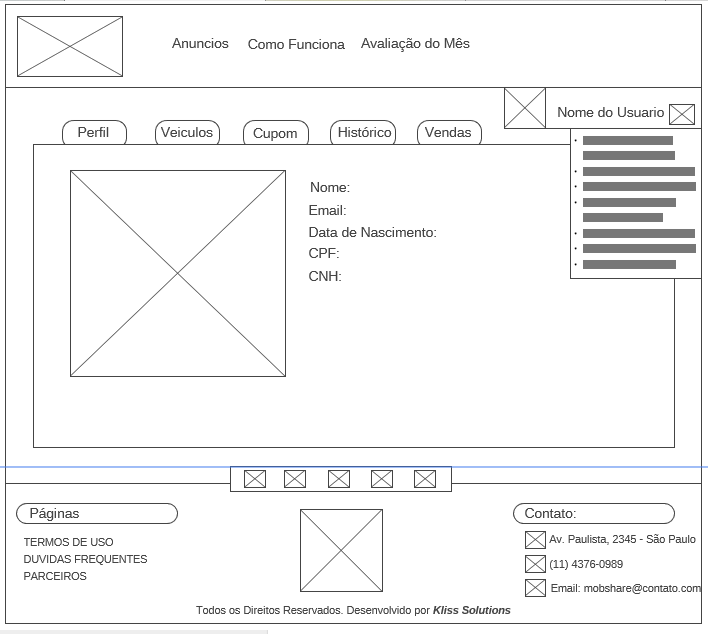 Anuncios
Como Funciona
Avaliação do Mês
Nome do Usuario
Perfil
Veiculos
Cupom
Histórico
Vendas
Nome:
Email:
Data de Nascimento:
CPF:
CNH:
Páginas
TERMOS DE USO
DUVIDAS FREQUENTES
PARCEIROS
Contato:
Av. Paulista, 2345 - São Paulo
(11) 4376-0989
Email: mobshare@contato.com
Todos os Direitos Reservados. Desenvolvido por Kliss Solutions